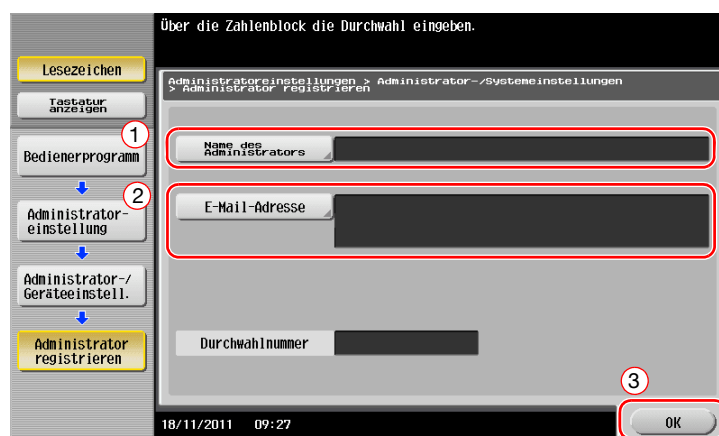 Über die Zahlenblock die Durchwahl eingeben.
Lesezeichen
Tastatur
anzeigen
Administratoreinstellungen > Administrator-/Systemeinstellungen
> Administrator registrieren
1
Bedienerprogramm
Name des
Administrators
2
Administrator-
einstellung
E-Mail-Adresse
Administrator-/
Geräteeinstell.
Administrator
registrieren
Durchwahlnummer
3
18/11/2011 09:27
OK